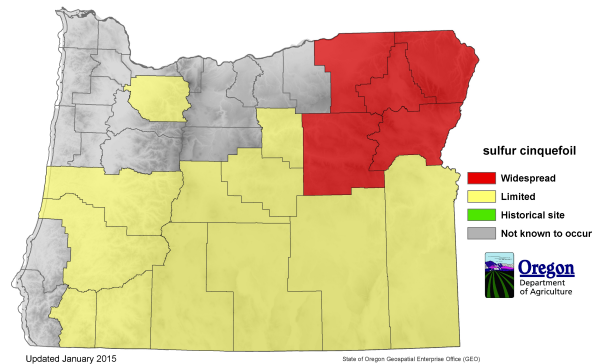 sulfur cinquefoil
Widespread
Limited
Historical site
Not known to occur
Oregon
Department
of Agriculture
Updated January 2015
State of Oregon Geospatial Enterprise Office (GEO)